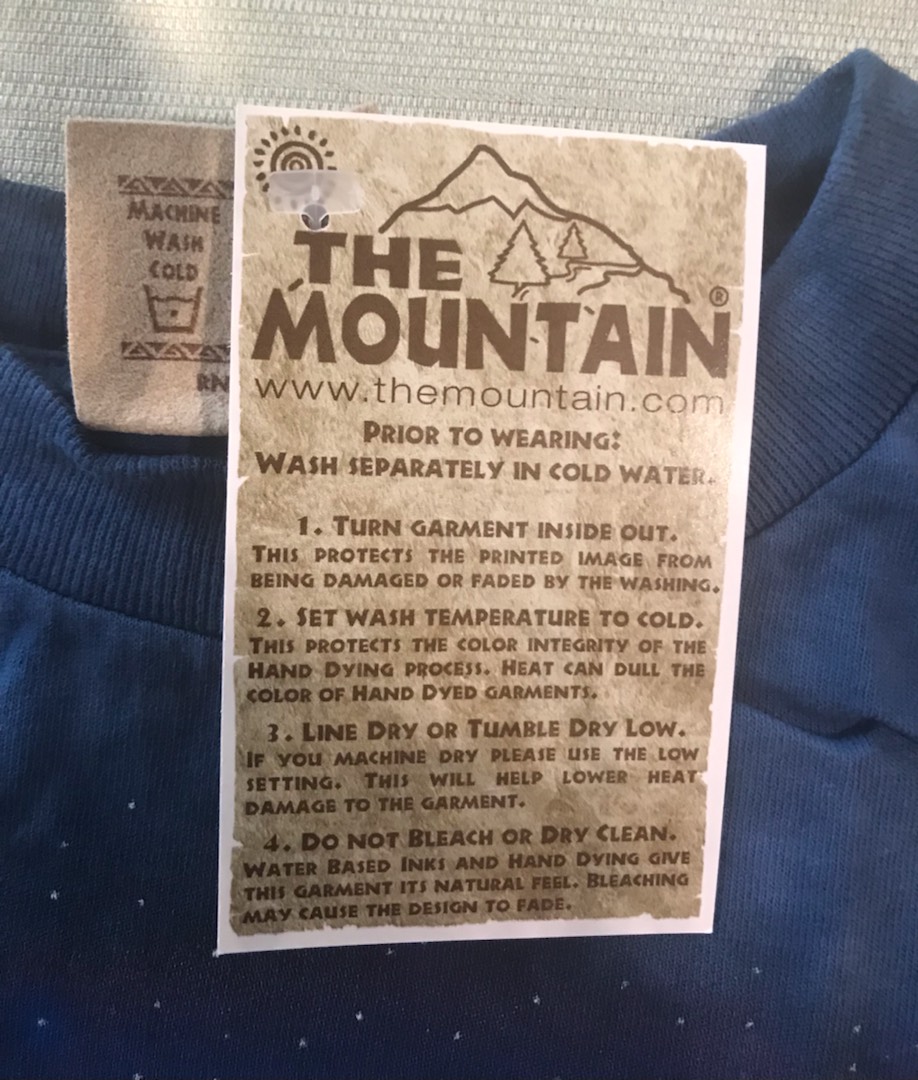 MACHINE
WASH
COLD
RN
THE
MOUNTAIN®
www.themountain.com
PRIOR TO WEARING:
WASH SEPARATELY IN COLD WATER.
1. TURN GARMENT INSIDE OUT.
THIS PROTECTS THE PRINTED IMAGE FROM
BEING DAMAGED OR FADED BY THE WASHING.
2. SET WASH TEMPERATURE TO COLD.
THIS PROTECTS THE COLOR INTEGRITY OF THE
HAND DYING PROCESS. HEAT CAN DULL THE
COLOR OF HAND DYED GARMENTS.
3. LINE DRY OR TUMBLE DRY LOW.
IF YOU MACHINE DRY PLEASE USE THE LOW
SETTING. THIS WILL HELP LOWER HEAT
DAMAGE TO THE GARMENT.
4. DO NOT BLEACH OR DRY CLEAN.
WATER BASED INKS AND HAND DYING GIVE
THIS GARMENT ITS NATURAL FEEL. BLEACHING
MAY CAUSE THE DESIGN TO FADE.